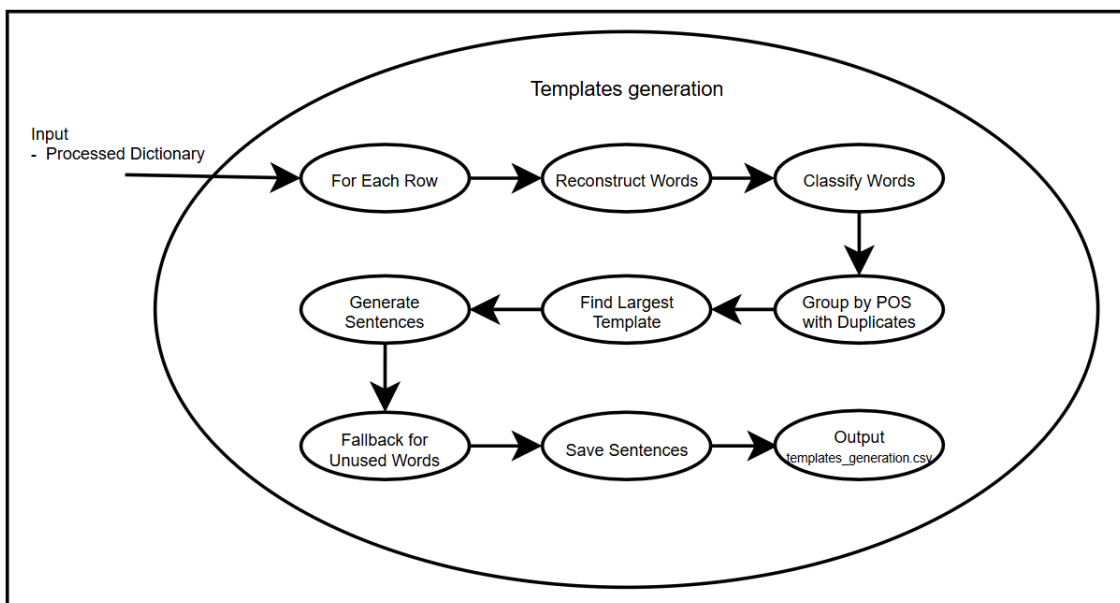 Templates generation
Input
- Processed Dictionary
For Each Row
Reconstruct Words
Classify Words
Group by POS
with Duplicates
Find Largest
Template
Generate
Sentences
Fallback for
Unused Words
Save Sentences
Output
templates_generation.csv